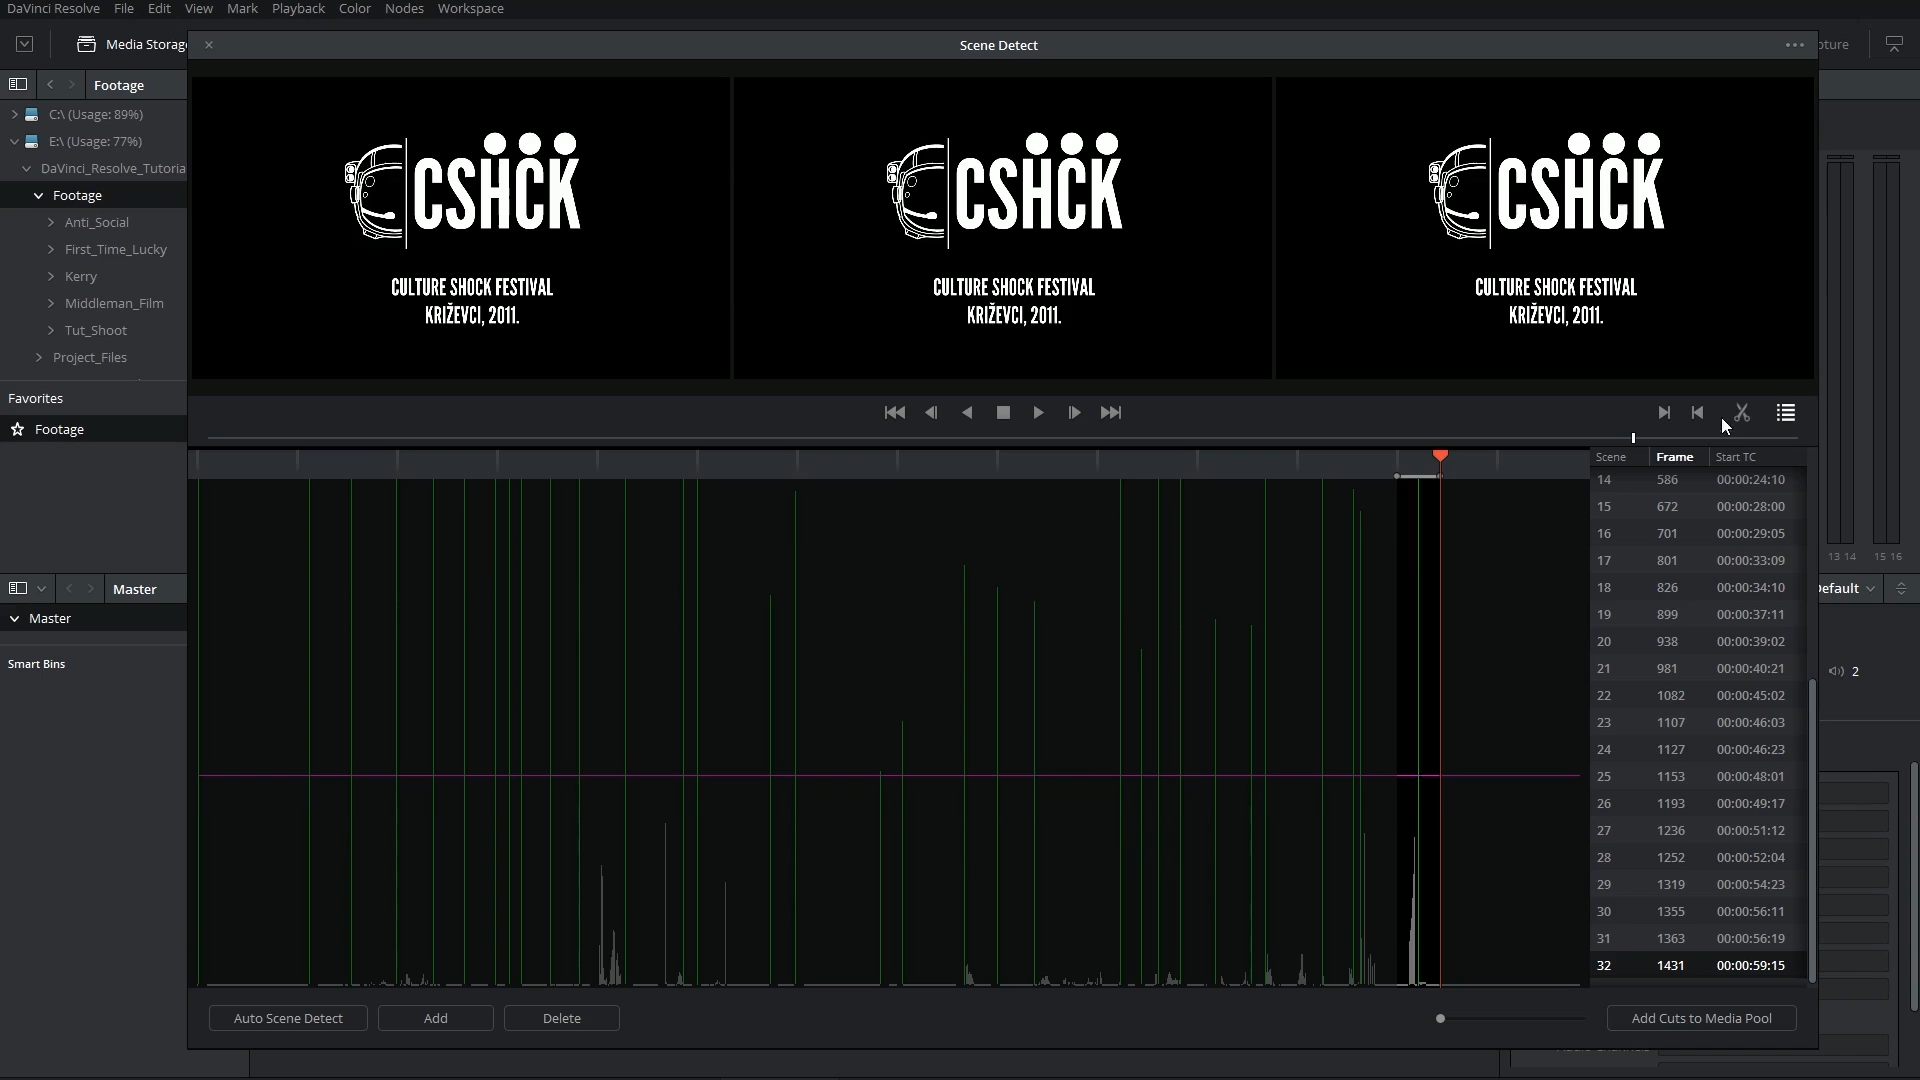 DaVinci Resolve File Edit View Mark Playback Color Nodes Workspace
Media Storag
Scene Detect
pture
Footage
C:\ (Usage: 89%)
E:\ (Usage: 77%)
DaVinci_Resolve_Tutoria
Footage
Anti_Social
First_Time_Lucky
Kerry
Middleman_Film
Tut_Shoot
Project_Files
Favorites
Footage
Master
Master
Smart Bins
CSHCK
CULTURE SHOCK FESTIVAL
KRIŽEVCI, 2011.
CSHCK
CULTURE SHOCK FESTIVAL
KRIŽEVCI, 2011.
CSHCK
CULTURE SHOCK FESTIVAL
KRIŽEVCI, 2011.
Scene Frame Start TC
14 586 00:00:24:10
15 672 00:00:28:00
16 701 00:00:29:05
17 801 00:00:33:09
18 826 00:00:34:10
19 899 00:00:37:11
20 938 00:00:39:02
21 981 00:00:40:21
22 1082 00:00:45:02
23 1107 00:00:46:03
24 1127 00:00:46:23
25 1153 00:00:48:01
26 1193 00:00:49:17
27 1236 00:00:51:12
28 1252 00:00:52:04
29 1319 00:00:54:23
30 1355 00:00:56:11
31 1363 00:00:56:19
32 1431 00:00:59:15
13 14 15 16
Default
2
Auto Scene Detect Add Delete Add Cuts to Media Pool